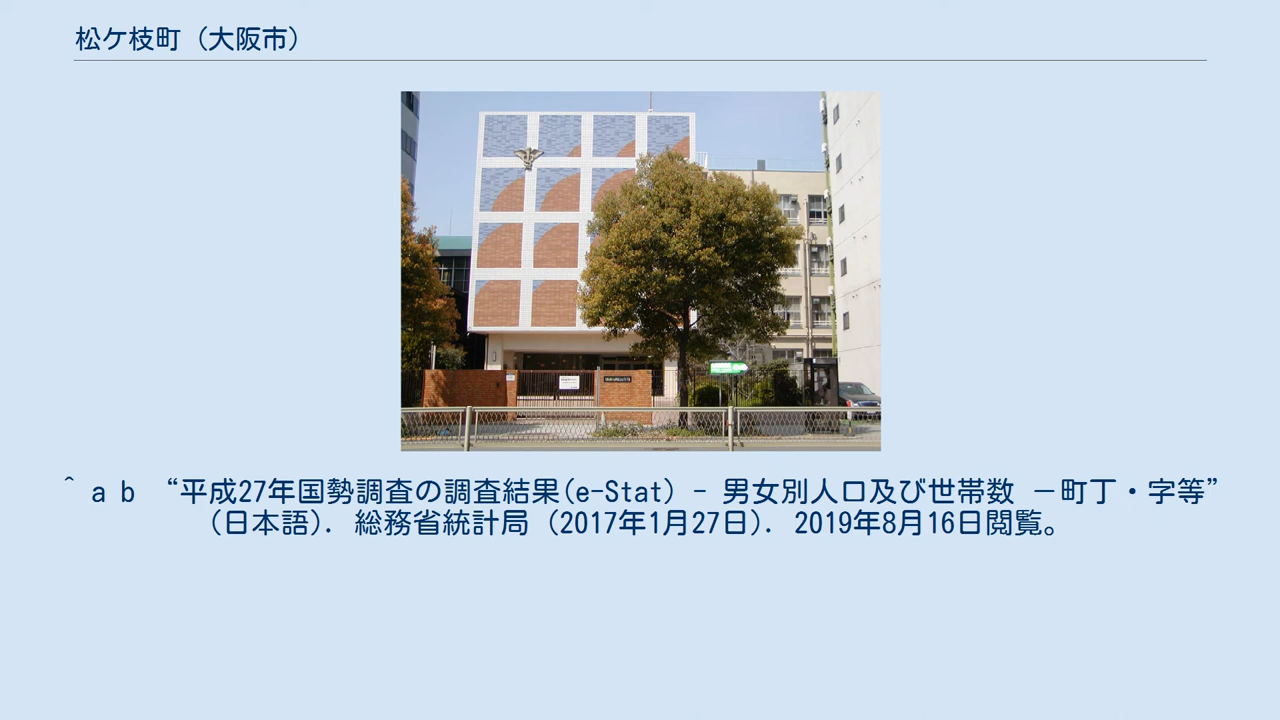 松ケ枝町（大阪市）
^ a b “平成27年国勢調査の調査結果(e-Stat) - 男女別人口及び世帯数 －町丁・字等”
（日本語). 総務省統計局 (2017年1月27日). 2019年8月16日閲覧。